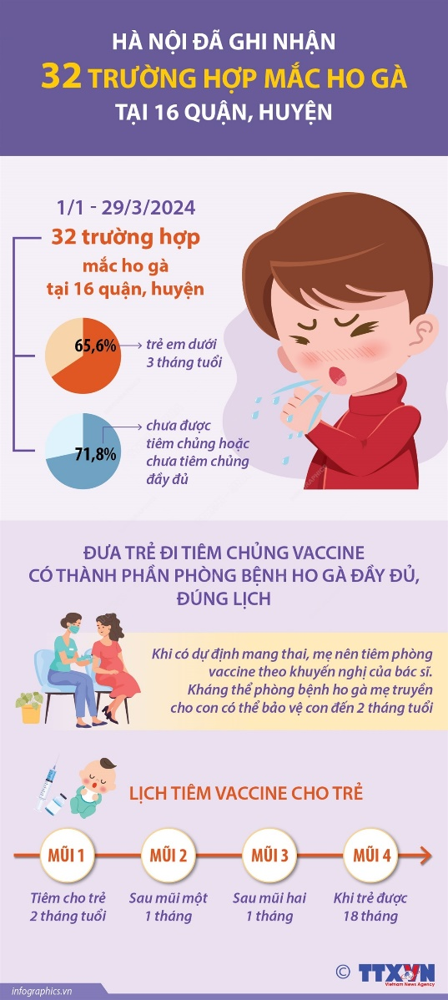 HÀ NỘI ĐÃ GHI NHẬN
32 TRƯỜNG HỢP MẮC HO GÀ
TẠI 16 QUẬN, HUYỆN
1/1 - 29/3/2024
32 trường hợp
mắc ho gà
tại 16 quận, huyện
65,6%
trẻ em dưới
3 tháng tuổi
71,8%
chưa được
tiêm chủng hoặc
chưa tiêm chủng
đầy đủ
ĐƯA TRẺ ĐI TIÊM CHỦNG VACCINE
CÓ THÀNH PHẦN PHÒNG BỆNH HO GÀ ĐẦY ĐỦ,
ĐÚNG LỊCH
Khi có dự định mang thai, mẹ nên tiêm phòng
vaccine theo khuyến nghị của bác sĩ.
Kháng thể phòng bệnh ho gà mẹ truyền
cho con có thể bảo vệ con đến 2 tháng tuổi
LỊCH TIÊM VACCINE CHO TRẺ
MŨI 1
MŨI 2
MŨI 3
MŨI 4
Tiêm cho trẻ
2 tháng tuổi
Sau mũi một
1 tháng
Sau mũi hai
1 tháng
Khi trẻ được
18 tháng
© TTXVN
Vietnam News Agency
infographics.vn